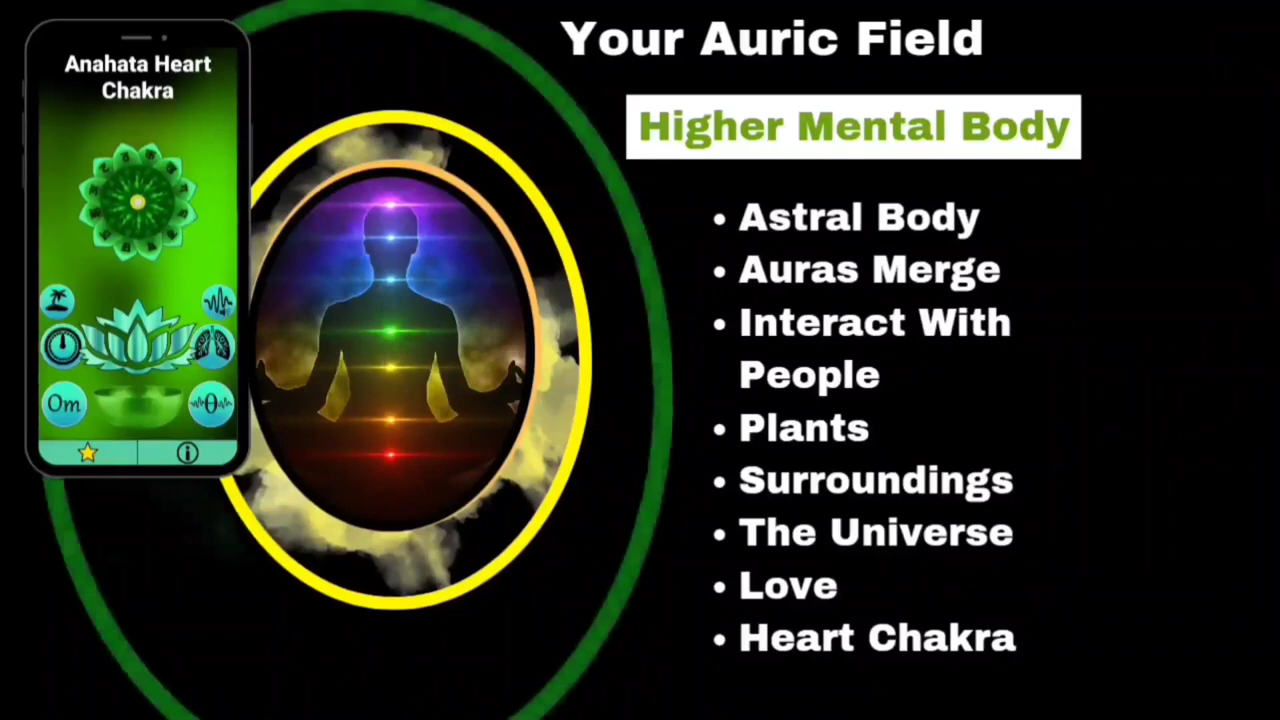 Anahata Heart
Chakra
Om
Your Auric Field
Higher Mental Body
• Astral Body
• Auras Merge
• Interact With
People
• Plants
• Surroundings
• The Universe
• Love
• Heart Chakra